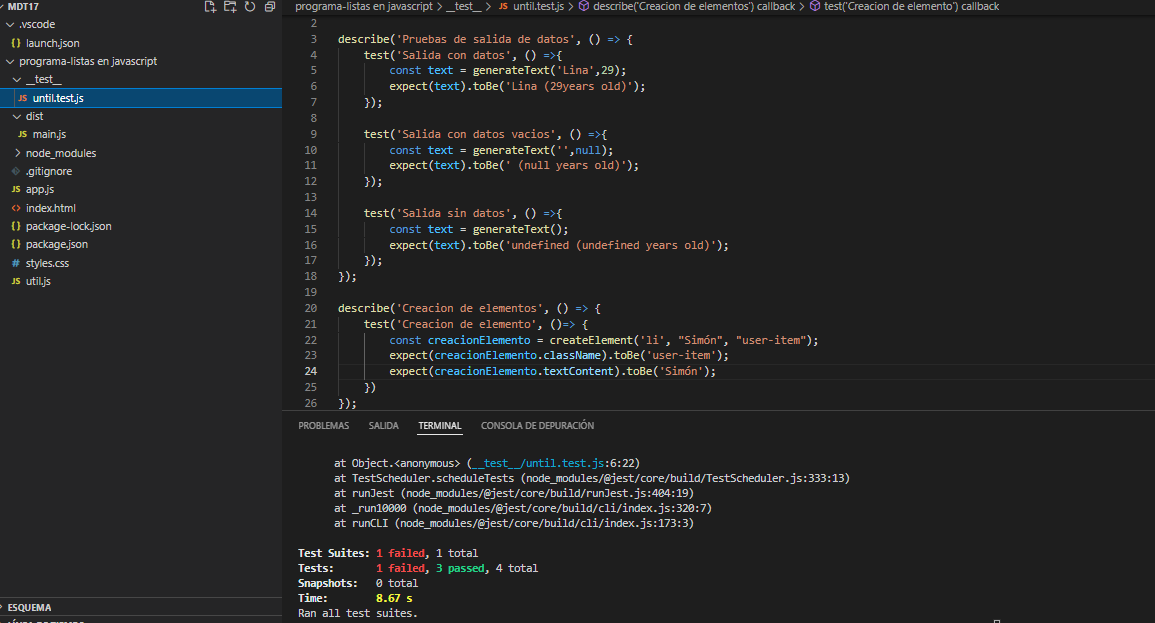 MDT17
.vscode
{} launch.json
programa-listas en javascript
__test__
JS until.test.js
dist
JS main.js
node_modules
.gitignore
JS app.js
<> index.html
{} package-lock.json
{} package.json
# styles.css
JS util.js
ESQUEMA
programa-listas en javascript > __test__ > JS until.test.js > describe('Creacion de elementos') callback > test('Creacion de elemento') callback
2
3 describe('Pruebas de salida de datos', () => {
4 test('Salida con datos', () =>{
5 const text = generateText('Lina',29);
6 expect(text).toBe('Lina (29years old)');
7 });
8
9 test('Salida con datos vacios', () =>{
10 const text = generateText('',null);
11 expect(text).toBe(' (null years old)');
12 });
13
14 test('Salida sin datos', () =>{
15 const text = generateText();
16 expect(text).toBe('undefined (undefined years old)');
17 });
18 });
19
20 describe('Creacion de elementos', () => {
21 test('Creacion de elemento', ()=> {
22 const creacionElemento = createElement('li', "Simón", "user-item");
23 expect(creacionElemento.className).toBe('user-item');
24 expect(creacionElemento.textContent).toBe('Simón');
25 })
26 });
PROBLEMAS SALIDA TERMINAL CONSOLA DE DEPURACIÓN
at Object.<anonymous> (__test__/until.test.js:6:22)
at TestScheduler.scheduleTests (node_modules/@jest/core/build/TestScheduler.js:333:13)
at runJest (node_modules/@jest/core/build/runJest.js:404:19)
at _run10000 (node_modules/@jest/core/build/cli/index.js:320:7)
at runCLI (node_modules/@jest/core/build/cli/index.js:173:3)
Test Suites: 1 failed, 1 total
Tests: 1 failed, 3 passed, 4 total
Snapshots: 0 total
Time: 8.67 s
Ran all test suites.